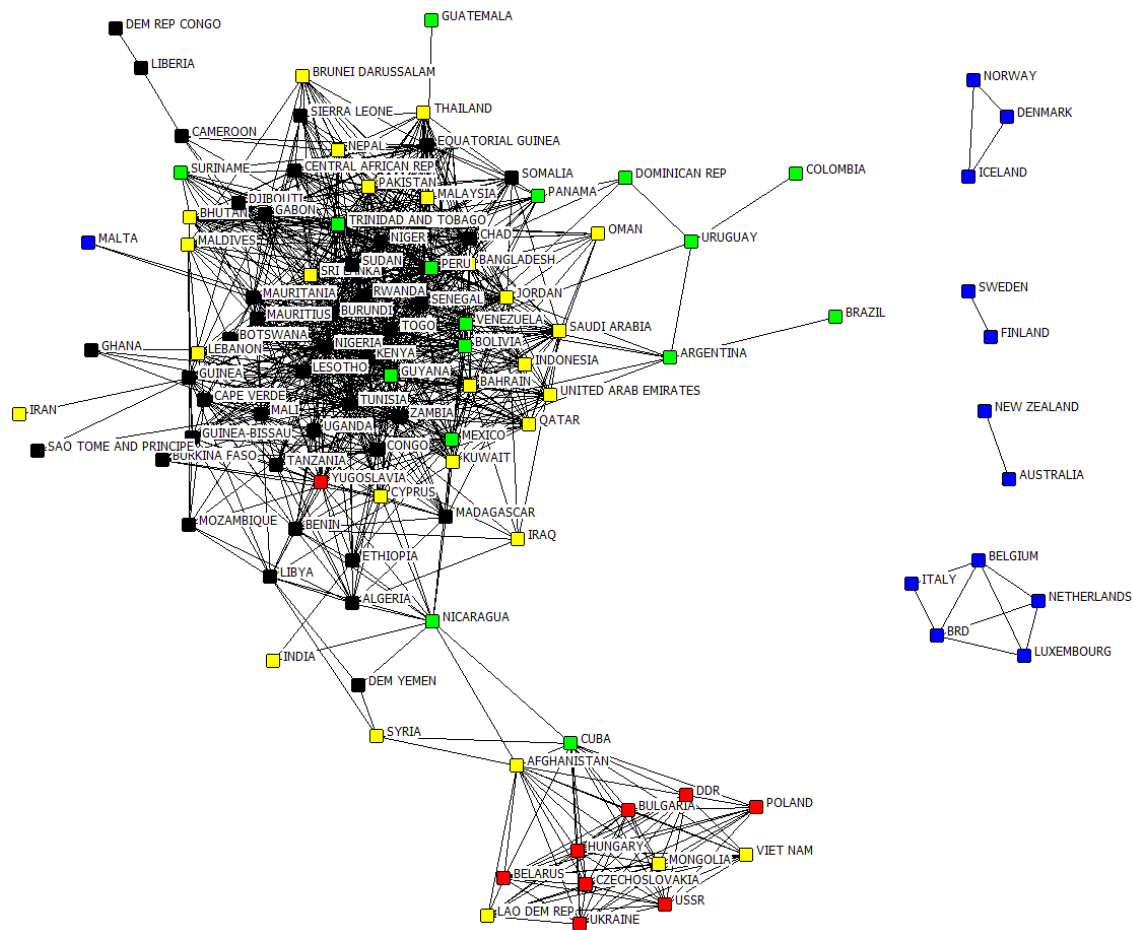 DEM REP CONGO
GUATEMALA
LIBERIA
BRUNEI DARUSSALAM
NORWAY
SIERRA LEONE
THAILAND
DENMARK
CAMEROON
NEPAL
EQUATORIAL GUINEA
SURINAME
CENTRAL AFRICAN REP
SOMALIA
DOMINICAN REP
COLOMBIA
ICELAND
PAKISTAN
MALAYSIA
PANAMA
DJIBOUTI
GABON
BHUTAN
TRINIDAD AND TOBAGO
OMAN
MALTA
MALDIVES
NIGER
CHAD
URUGUAY
SUDAN
PERU
BANGLADESH
SRI LANKA
MAURITANIA
RWANDA
SENEGAL
JORDAN
SWEDEN
MAURITIUS
BURUNDI
TOGO
VENEZUELA
SAUDI ARABIA
BRAZIL
BOTSWANA
NIGERIA
BOLIVIA
FINLAND
GHANA
LEBANON
KENYA
INDONESIA
ARGENTINA
GUINEA
LESOTHO
GUYANA
BAHRAIN
UNITED ARAB EMIRATES
CAPE VERDE
TUNISIA
IRAN
MALI
ZAMBIA
QATAR
NEW ZEALAND
UGANDA
GUINEA-BISSAU
MEXICO
SAO TOME AND PRINCIPE
CONGO
BURKINA FASO
TANZANIA
KUWAIT
YUGOSLAVIA
AUSTRALIA
CYPRUS
MADAGASCAR
MOZAMBIQUE
BENIN
IRAQ
ETHIOPIA
BELGIUM
LIBYA
ITALY
ALGERIA
NETHERLANDS
NICARAGUA
BRD
INDIA
LUXEMBOURG
DEM YEMEN
SYRIA
CUBA
AFGHANISTAN
DDR
BULGARIA
POLAND
HUNGARY
MONGOLIA
VIET NAM
BELARUS
CZECHOSLOVAKIA
USSR
LAO DEM REP
UKRAINE